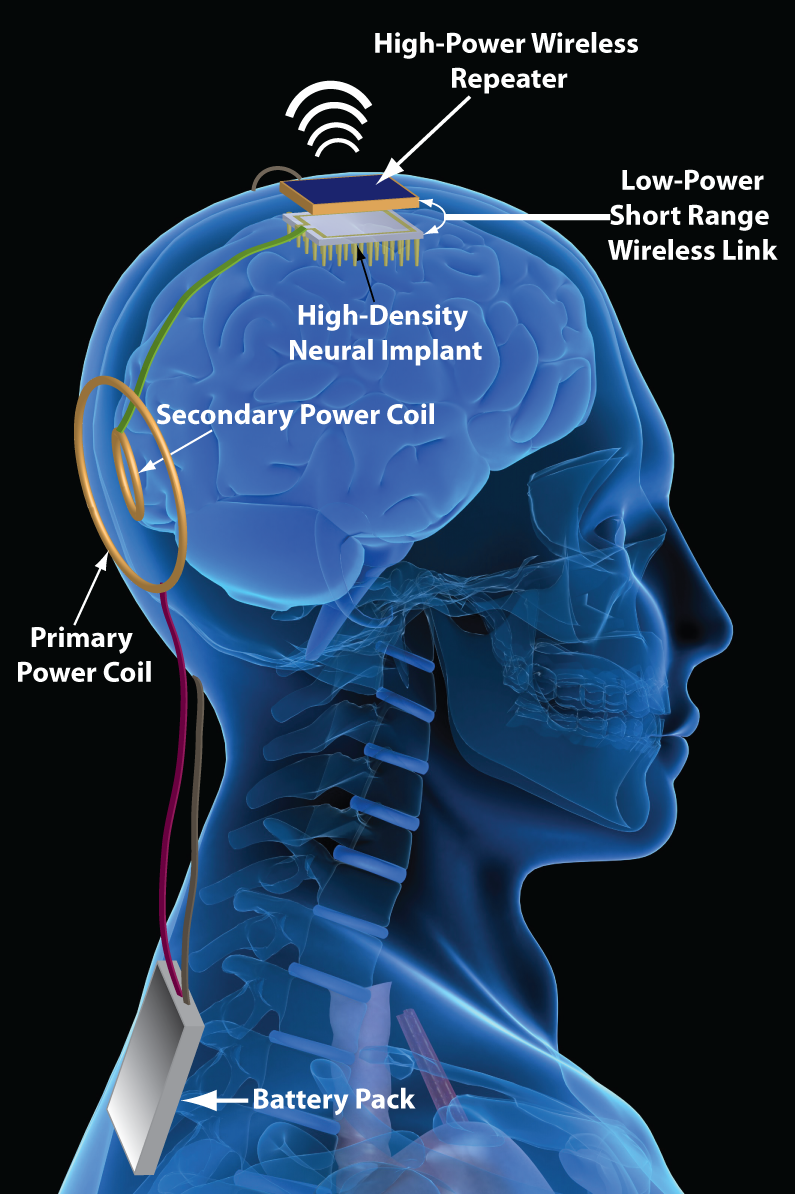 High-Power Wireless
Repeater
Low-Power
Short Range
Wireless Link
High-Density
Neural Implant
Secondary Power Coil
Primary
Power Coil
Battery Pack